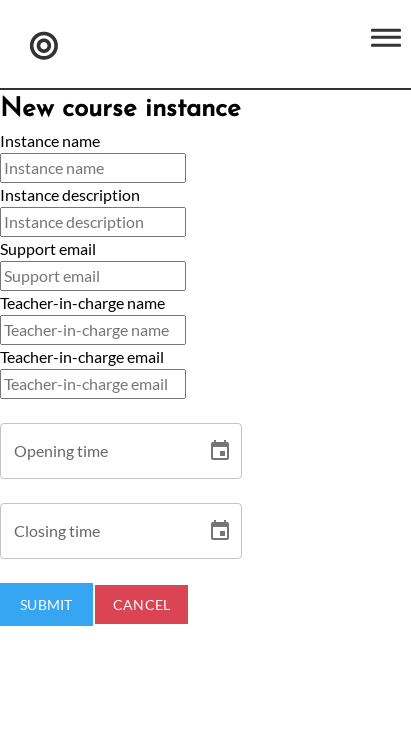 New course instance
Instance name
Instance name
Instance description
Instance description
Support email
Support email
Teacher-in-charge name
Teacher-in-charge name
Teacher-in-charge email
Teacher-in-charge email
Opening time
Closing time
SUBMIT CANCEL